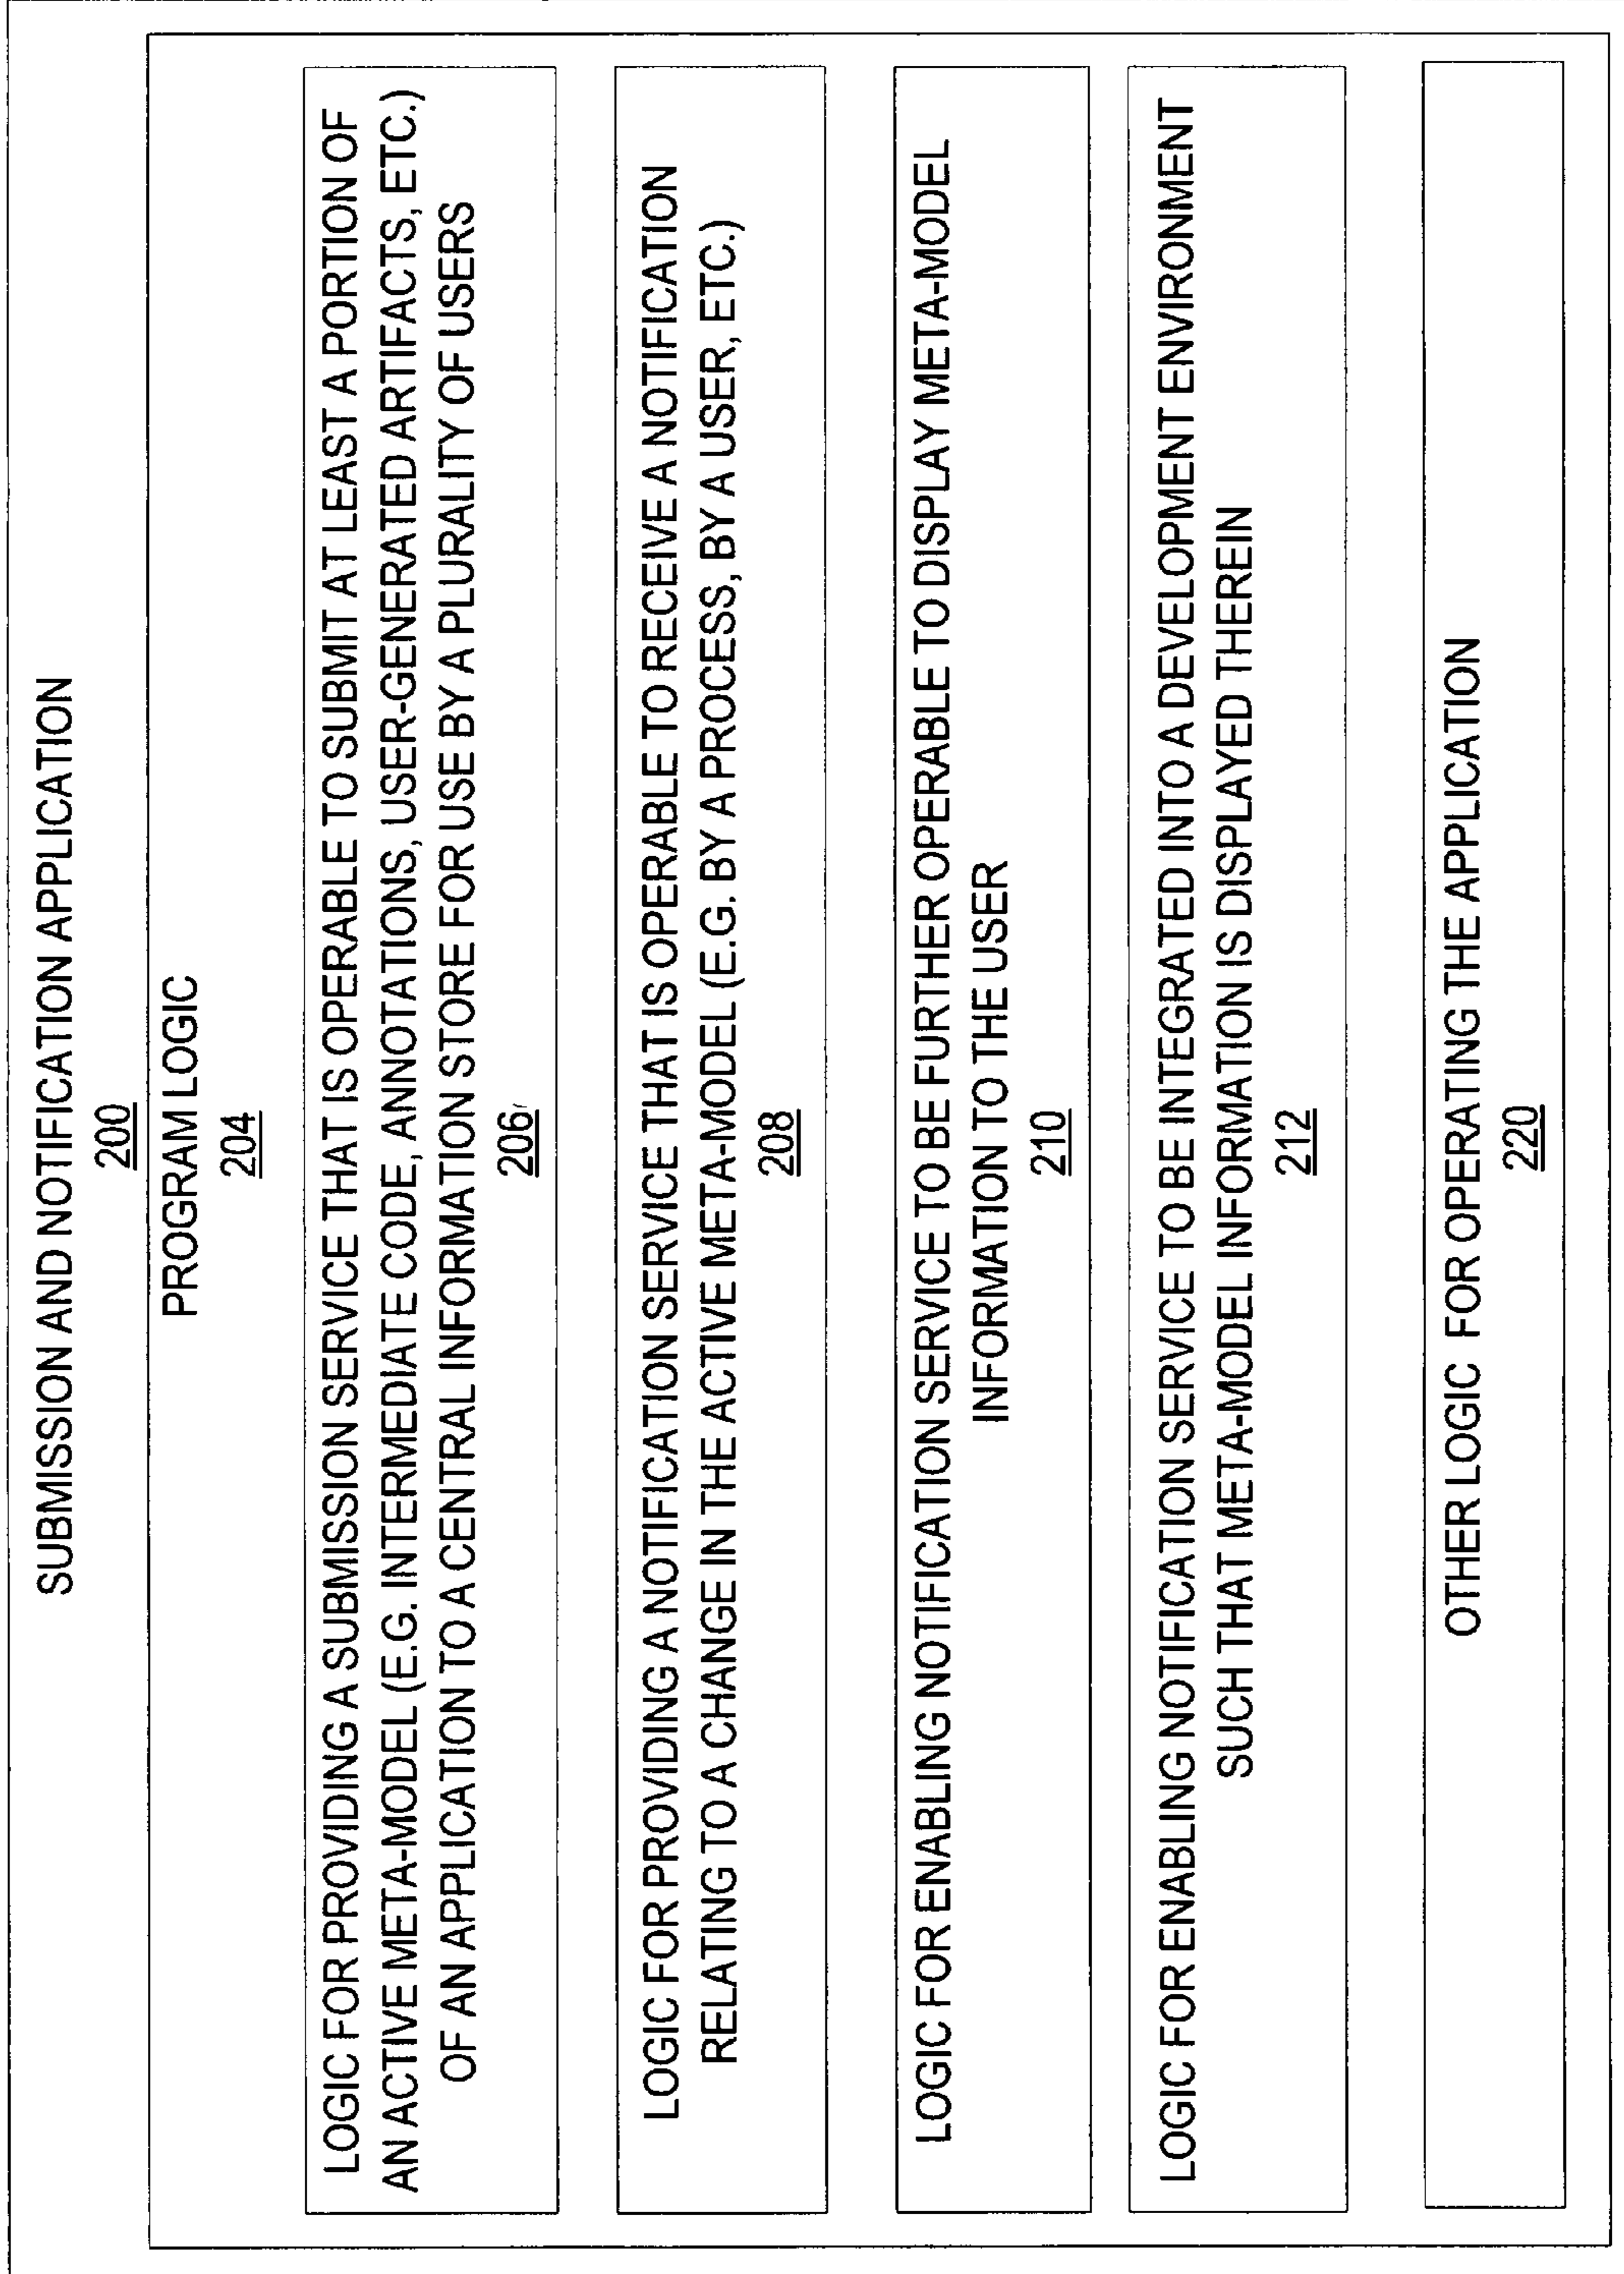 SUBMISSION AND NOTIFICATION APPLICATION
200
PROGRAM LOGIC
204
LOGIC FOR PROVIDING A SUBMISSION SERVICE THAT IS OPERABLE TO SUBMIT AT LEAST A PORTION OF
AN ACTIVE META-MODEL (E.G. INTERMEDIATE CODE, ANNOTATIONS, USER-GENERATED ARTIFACTS, ETC.)
OF AN APPLICATION TO A CENTRAL INFORMATION STORE FOR USE BY A PLURALITY OF USERS
206
LOGIC FOR PROVIDING A NOTIFICATION SERVICE THAT IS OPERABLE TO RECEIVE A NOTIFICATION
RELATING TO A CHANGE IN THE ACTIVE META-MODEL (E.G. BY A PROCESS, BY A USER, ETC.)
208
LOGIC FOR ENABLING NOTIFICATION SERVICE TO BE FURTHER OPERABLE TO DISPLAY META-MODEL
INFORMATION TO THE USER
210
LOGIC FOR ENABLING NOTIFICATION SERVICE TO BE INTEGRATED INTO A DEVELOPMENT ENVIRONMENT
SUCH THAT META-MODEL INFORMATION IS DISPLAYED THEREIN
212
OTHER LOGIC FOR OPERATING THE APPLICATION
220